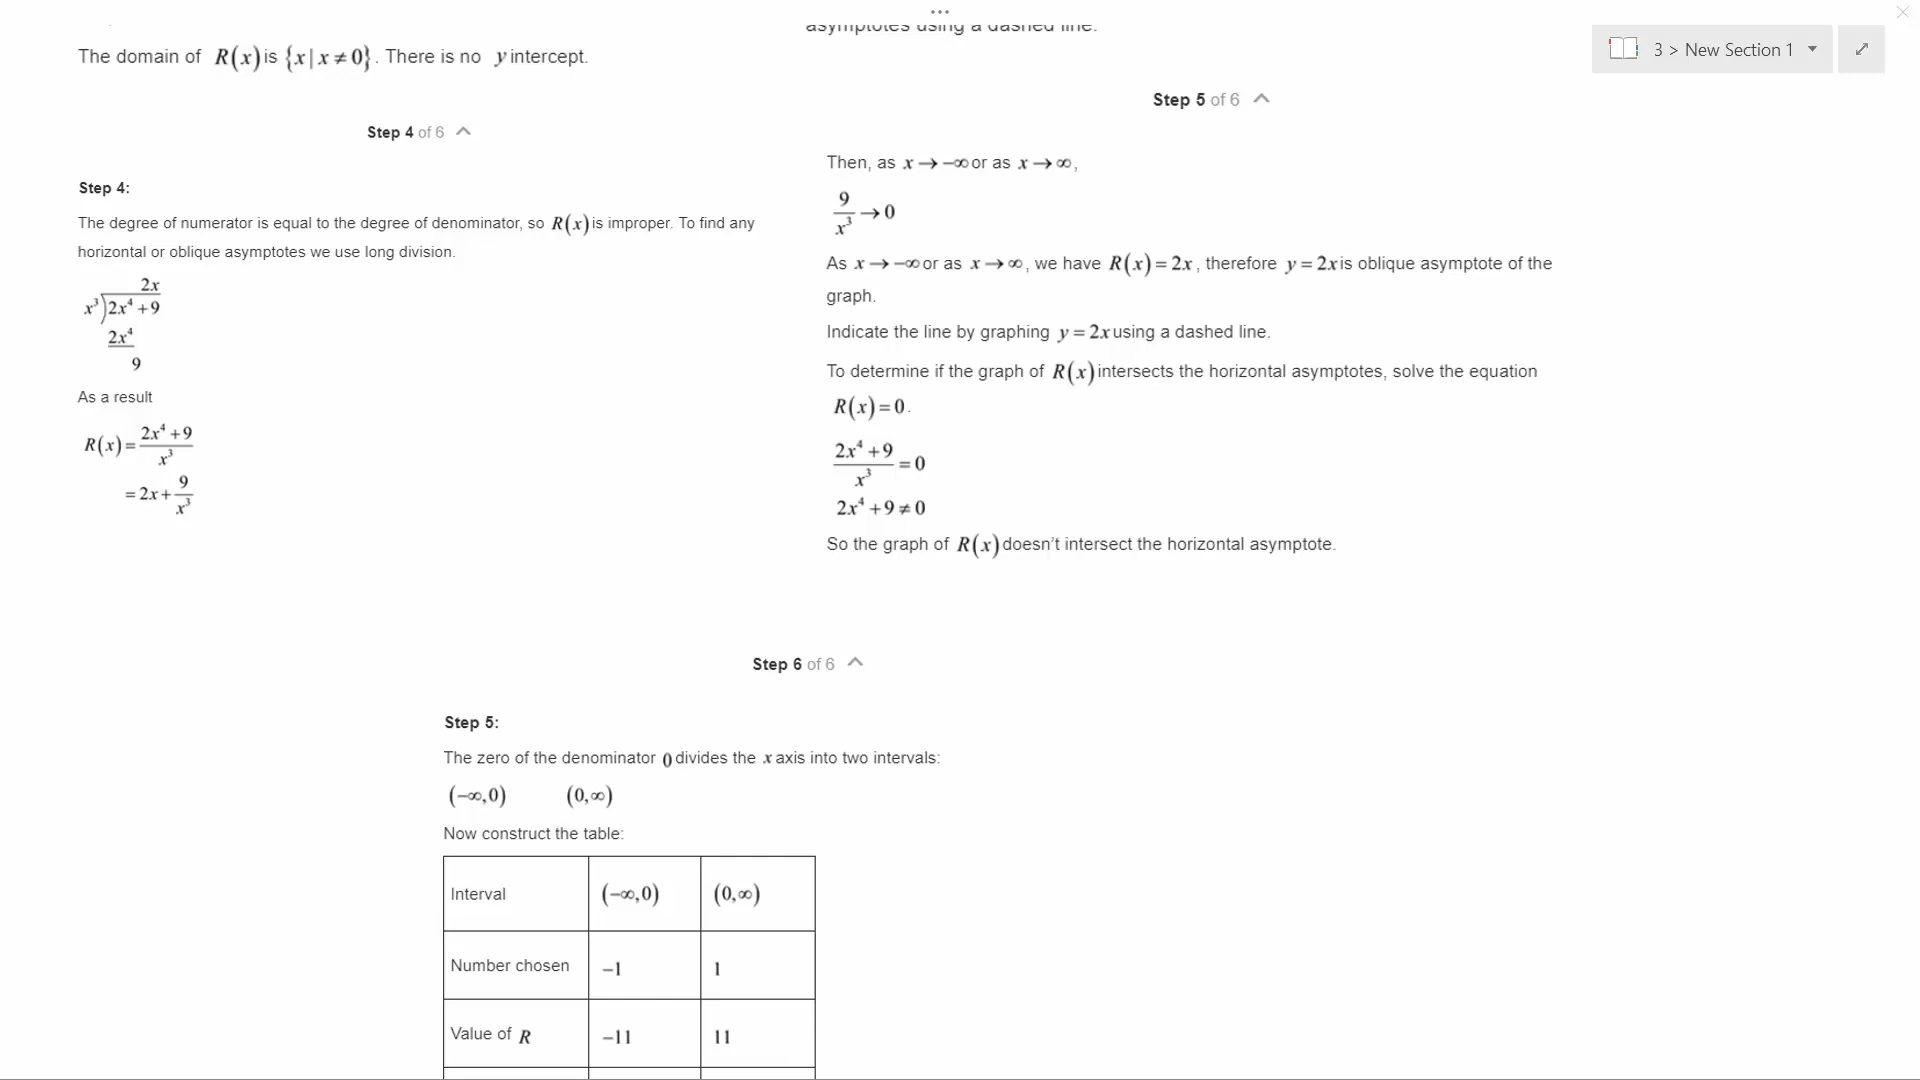 asymptotes using a dashed line.
The domain of R(x) is {x | x ≠ 0}. There is no y intercept.
3 > New Section 1
Step 4 of 6
Step 4:
The degree of numerator is equal to the degree of denominator, so R(x) is improper. To find any
horizontal or oblique asymptotes we use long division.
2x
x³)2x⁴ + 9
2x⁴
9
As a result
R(x) = (2x⁴ + 9)/x³
= 2x + 9/x³
Step 5 of 6
Then, as x → −∞ or as x → ∞,
9/x³ → 0
As x → −∞ or as x → ∞, we have R(x) = 2x, therefore y = 2x is oblique asymptote of the
graph.
Indicate the line by graphing y = 2x using a dashed line.
To determine if the graph of R(x) intersects the horizontal asymptotes, solve the equation
R(x) = 0.
(2x⁴ + 9)/x³ = 0
2x⁴ + 9 ≠ 0
So the graph of R(x) doesn't intersect the horizontal asymptote.
Step 6 of 6
Step 5:
The zero of the denominator 0 divides the x axis into two intervals:
(−∞,0) (0,∞)
Now construct the table:
Interval (−∞,0) (0,∞)
Number chosen −1 1
Value of R −11 11